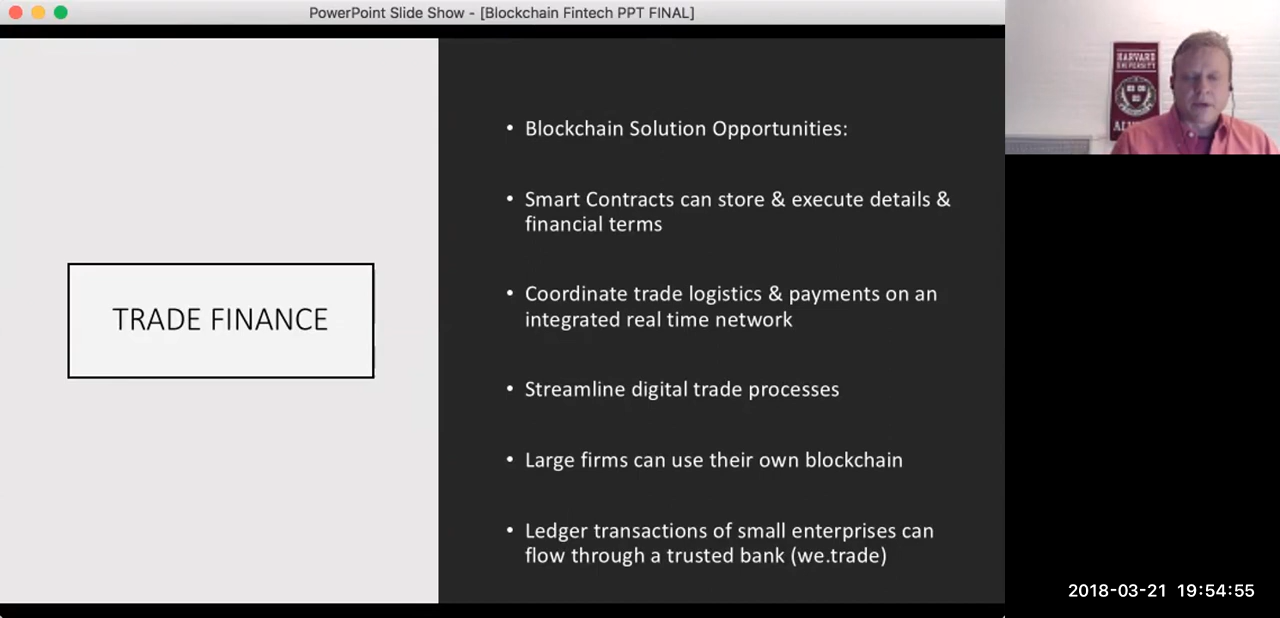 PowerPoint Slide Show - [Blockchain Fintech PPT FINAL]
TRADE FINANCE
• Blockchain Solution Opportunities:
• Smart Contracts can store & execute details &
financial terms
• Coordinate trade logistics & payments on an
integrated real time network
• Streamline digital trade processes
• Large firms can use their own blockchain
• Ledger transactions of small enterprises can
flow through a trusted bank (we.trade)
HARVARD
UNIVERSITY
2018-03-21 19:54:55